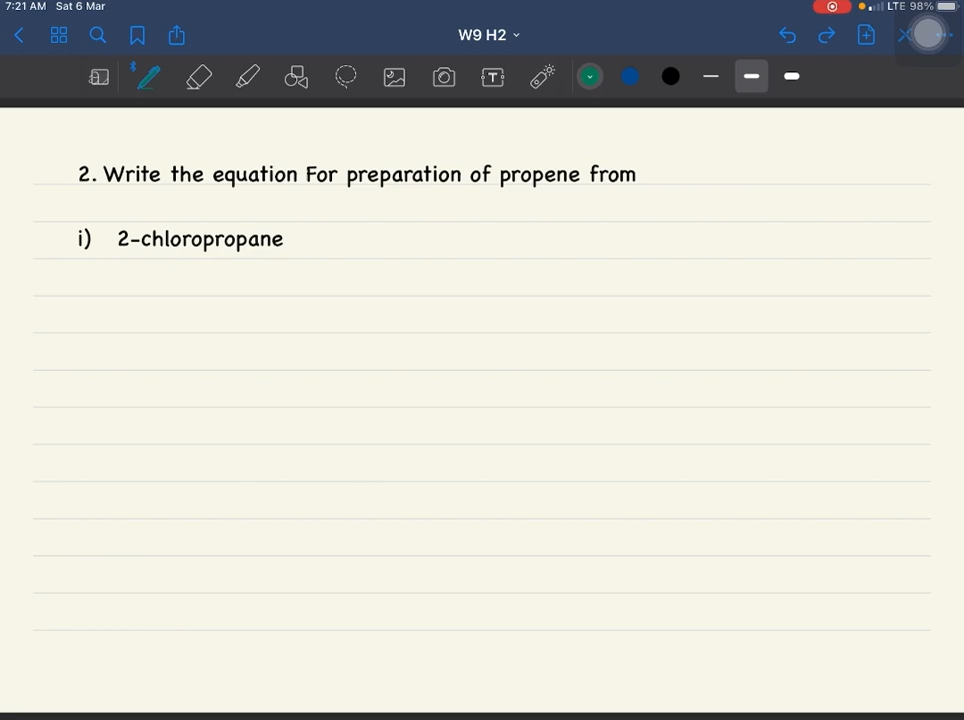 7:21 AM Sat 6 Mar
LTE 98%
W9 H2
T
2. Write the equation For preparation of propene from
i) 2-chloropropane